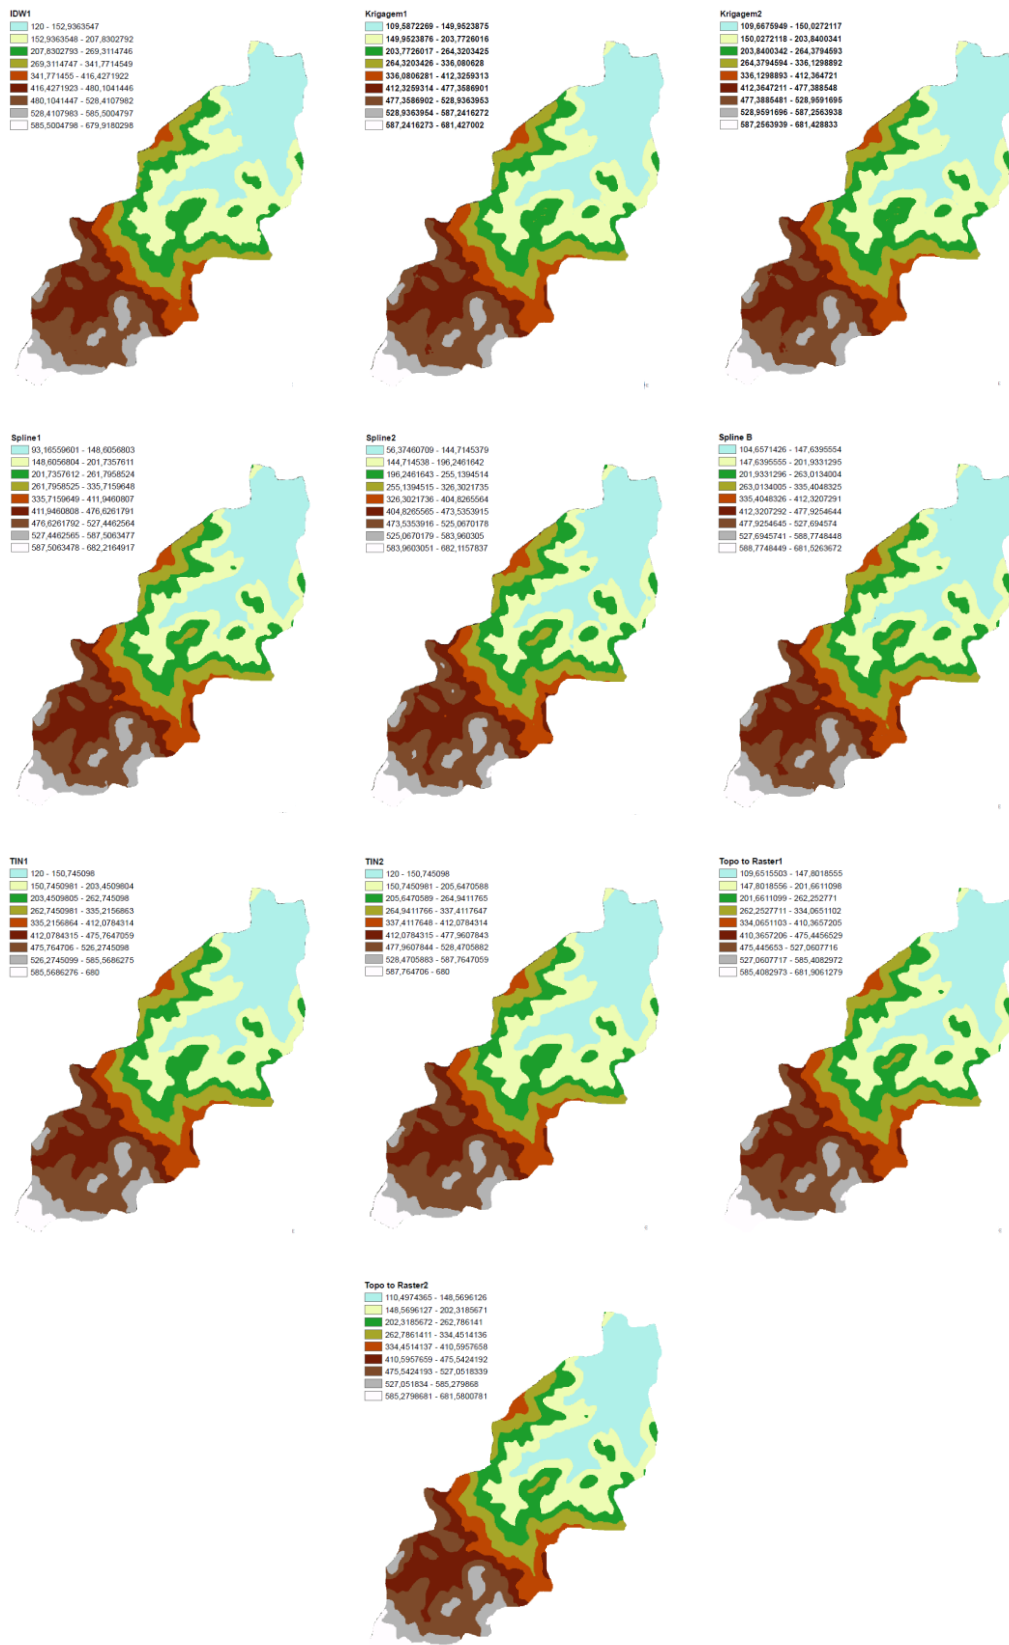 IDW1
120 - 152,9363547
152,9363548 - 207,8302792
207,8302793 - 269,3114746
269,3114747 - 341,7714549
341,771455 - 416,4271922
416,4271923 - 480,1041446
480,1041447 - 528,4107982
528,4107983 - 585,5004797
585,5004798 - 679,9180298
Krigagem1
109,5872269 - 149,9523875
149,9523876 - 203,7726016
203,7726017 - 264,3203425
264,3203426 - 336,080628
336,0806281 - 412,3259313
412,3259314 - 477,3586901
477,3586902 - 528,9363953
528,9363954 - 587,2416272
587,2416273 - 681,427002
Krigagem2
109,6675949 - 150,0272117
150,0272118 - 203,8400341
203,8400342 - 264,3794593
264,3794594 - 336,1298892
336,1298893 - 412,364721
412,3647211 - 477,388548
477,3885481 - 528,9591695
528,9591696 - 587,2563938
587,2563939 - 681,428833
Spline1
93,16559601 - 148,6056803
148,6056804 - 201,7357611
201,7357612 - 261,7958524
261,7958525 - 335,7159648
335,7159649 - 411,9460807
411,9460808 - 476,6261791
476,6261792 - 527,4462564
527,4462565 - 587,5063477
587,5063478 - 682,2164917
Spline2
56,37460709 - 144,7145379
144,714538 - 196,2461642
196,2461643 - 255,1394514
255,1394515 - 326,3021735
326,3021736 - 404,8265564
404,8265565 - 473,5353915
473,5353916 - 525,0670178
525,0670179 - 583,960305
583,9603051 - 682,1157837
Spline B
104,6571426 - 147,6395554
147,6395555 - 201,9331295
201,9331296 - 263,0134004
263,0134005 - 335,4048325
335,4048326 - 412,3207291
412,3207292 - 477,9254644
477,9254645 - 527,694574
527,6945741 - 588,7748448
588,7748449 - 681,5263672
TIN1
120 - 150,745098
150,7450981 - 203,4509804
203,4509805 - 262,745098
262,7450981 - 335,2156863
335,2156864 - 412,0784314
412,0784315 - 475,7647059
475,764706 - 526,2745098
526,2745099 - 585,5686275
585,5686276 - 680
TIN2
120 - 150,745098
150,7450981 - 205,6470588
205,6470589 - 264,9411765
264,9411766 - 337,4117647
337,4117648 - 412,0784314
412,0784315 - 477,9607843
477,9607844 - 528,4705882
528,4705883 - 587,7647059
587,764706 - 680
Topo to Raster1
109,6515503 - 147,8018555
147,8018556 - 201,6611098
201,6611099 - 262,252771
262,2527711 - 334,0651102
334,0651103 - 410,3657205
410,3657206 - 475,4456529
475,445653 - 527,0607716
527,0607717 - 585,4082972
585,4082973 - 681,9061279
Topo to Raster2
110,4974365 - 148,5696126
148,5696127 - 202,3185671
202,3185672 - 262,786141
262,7861411 - 334,4514136
334,4514137 - 410,5957658
410,5957659 - 475,5424192
475,5424193 - 527,0518339
527,051834 - 585,279868
585,2798681 - 681,5800781